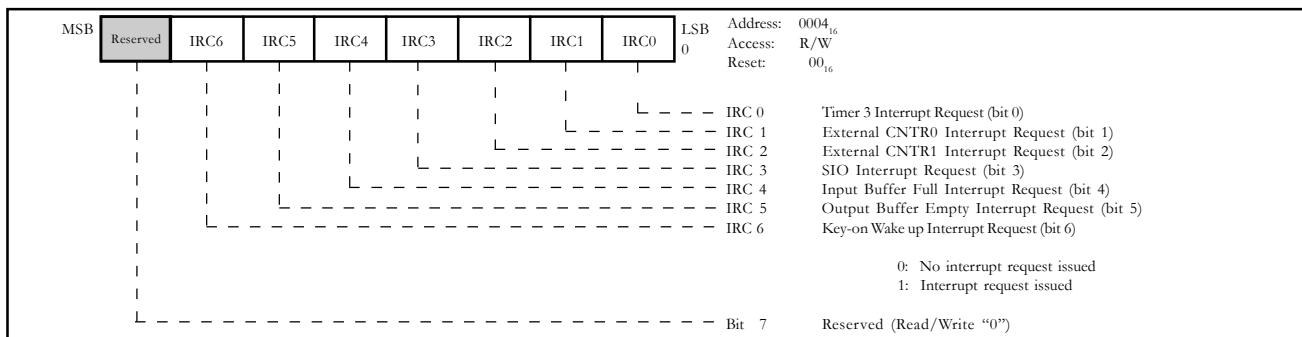 MSB Reserved IRC6 IRC5 IRC4 IRC3 IRC2 IRC1 IRC0 LSB
0
Address: 0004₁₆
Access: R/W
Reset: 00₁₆
IRC 0 Timer 3 Interrupt Request (bit 0)
IRC 1 External CNTR0 Interrupt Request (bit 1)
IRC 2 External CNTR1 Interrupt Request (bit 2)
IRC 3 SIO Interrupt Request (bit 3)
IRC 4 Input Buffer Full Interrupt Request (bit 4)
IRC 5 Output Buffer Empty Interrupt Request (bit 5)
IRC 6 Key-on Wake up Interrupt Request (bit 6)
0: No interrupt request issued
1: Interrupt request issued
Bit 7 Reserved (Read/Write “0”)